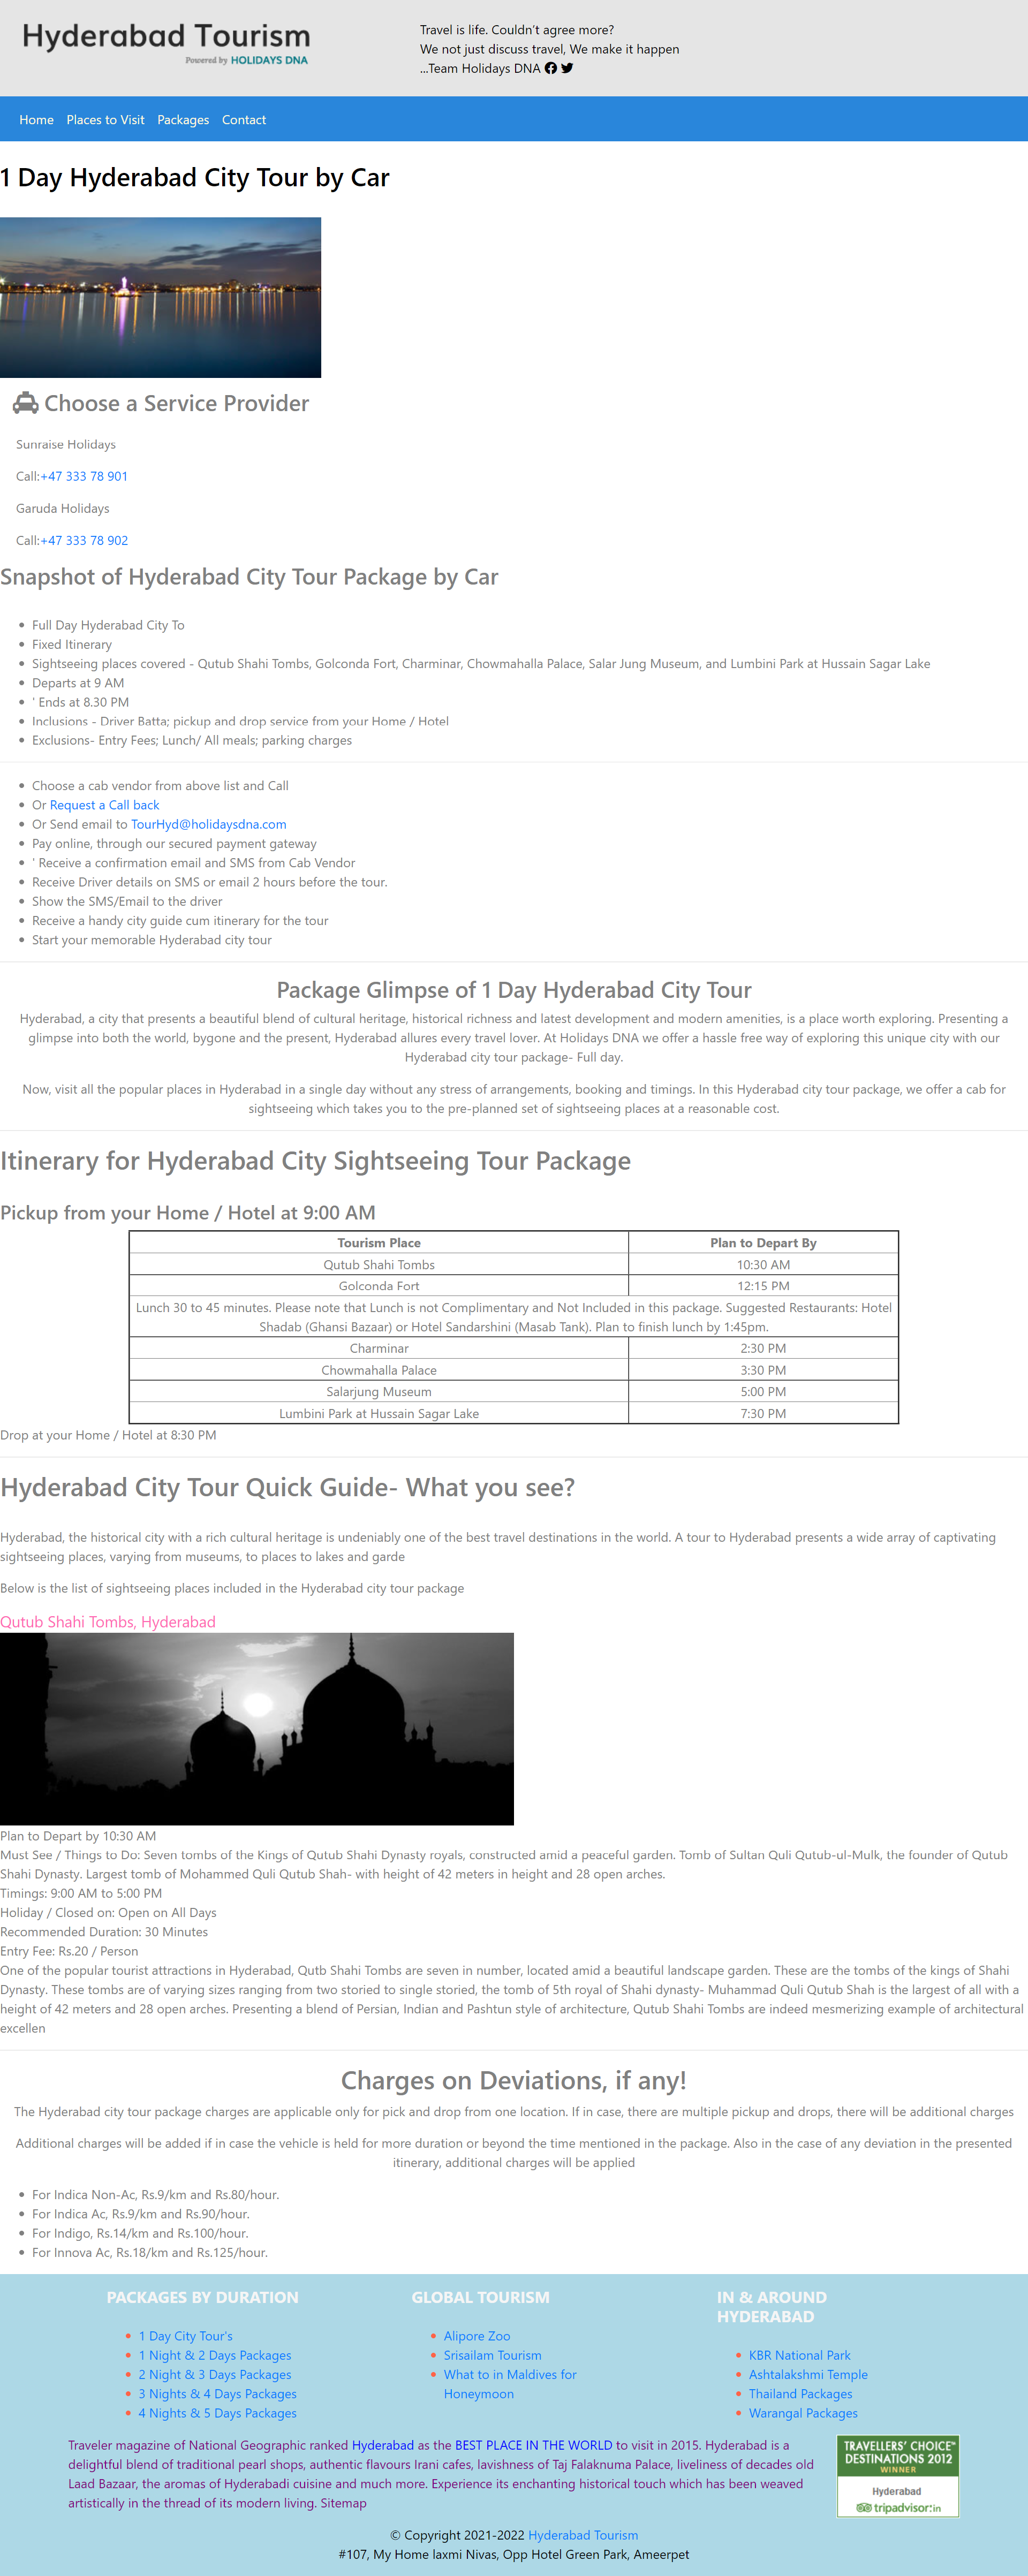 Hyderabad Tourism
Powered by HOLIDAYS DNA
Travel is life. Couldn't agree more?
We not just discuss travel, We make it happen
...Team Holidays DNA
Home Places to Visit Packages Contact
1 Day Hyderabad City Tour by Car
Choose a Service Provider
Sunraise Holidays
Call:+47 333 78 901
Garuda Holidays
Call:+47 333 78 902
Snapshot of Hyderabad City Tour Package by Car
Full Day Hyderabad City To
Fixed Itinerary
Sightseeing places covered - Qutub Shahi Tombs, Golconda Fort, Charminar, Chowmahalla Palace, Salar Jung Museum, and Lumbini Park at Hussain Sagar Lake
Departs at 9 AM
' Ends at 8.30 PM
Inclusions - Driver Batta; pickup and drop service from your Home / Hotel
Exclusions- Entry Fees; Lunch/ All meals; parking charges
Choose a cab vendor from above list and Call
Or Request a Call back
Or Send email to TourHyd@holidaysdna.com
Pay online, through our secured payment gateway
' Receive a confirmation email and SMS from Cab Vendor
Receive Driver details on SMS or email 2 hours before the tour.
Show the SMS/Email to the driver
Receive a handy city guide cum itinerary for the tour
Start your memorable Hyderabad city tour
Package Glimpse of 1 Day Hyderabad City Tour
Hyderabad, a city that presents a beautiful blend of cultural heritage, historical richness and latest development and modern amenities, is a place worth exploring. Presenting a
glimpse into both the world, bygone and the present, Hyderabad allures every travel lover. At Holidays DNA we offer a hassle free way of exploring this unique city with our
Hyderabad city tour package- Full day.
Now, visit all the popular places in Hyderabad in a single day without any stress of arrangements, booking and timings. In this Hyderabad city tour package, we offer a cab for
sightseeing which takes you to the pre-planned set of sightseeing places at a reasonable cost.
Itinerary for Hyderabad City Sightseeing Tour Package
Pickup from your Home / Hotel at 9:00 AM
Tourism Place Plan to Depart By
Qutub Shahi Tombs 10:30 AM
Golconda Fort 12:15 PM
Lunch 30 to 45 minutes. Please note that Lunch is not Complimentary and Not Included in this package. Suggested Restaurants: Hotel
Shadab (Ghansi Bazaar) or Hotel Sandarshini (Masab Tank). Plan to finish lunch by 1:45pm.
Charminar 2:30 PM
Chowmahalla Palace 3:30 PM
Salarjung Museum 5:00 PM
Lumbini Park at Hussain Sagar Lake 7:30 PM
Drop at your Home / Hotel at 8:30 PM
Hyderabad City Tour Quick Guide- What you see?
Hyderabad, the historical city with a rich cultural heritage is undeniably one of the best travel destinations in the world. A tour to Hyderabad presents a wide array of captivating
sightseeing places, varying from museums, to places to lakes and garde
Below is the list of sightseeing places included in the Hyderabad city tour package
Qutub Shahi Tombs, Hyderabad
Plan to Depart by 10:30 AM
Must See / Things to Do: Seven tombs of the Kings of Qutub Shahi Dynasty royals, constructed amid a peaceful garden. Tomb of Sultan Quli Qutub-ul-Mulk, the founder of Qutub
Shahi Dynasty. Largest tomb of Mohammed Quli Qutub Shah- with height of 42 meters in height and 28 open arches.
Timings: 9:00 AM to 5:00 PM
Holiday / Closed on: Open on All Days
Recommended Duration: 30 Minutes
Entry Fee: Rs.20 / Person
One of the popular tourist attractions in Hyderabad, Qutb Shahi Tombs are seven in number, located amid a beautiful landscape garden. These are the tombs of the kings of Shahi
Dynasty. These tombs are of varying sizes ranging from two storied to single storied, the tomb of 5th royal of Shahi dynasty- Muhammad Quli Qutub Shah is the largest of all with a
height of 42 meters and 28 open arches. Presenting a blend of Persian, Indian and Pashtun style of architecture, Qutub Shahi Tombs are indeed mesmerizing example of architectural
excellen
Charges on Deviations, if any!
The Hyderabad city tour package charges are applicable only for pick and drop from one location. If in case, there are multiple pickup and drops, there will be additional charges
Additional charges will be added if in case the vehicle is held for more duration or beyond the time mentioned in the package. Also in the case of any deviation in the presented
itinerary, additional charges will be applied
For Indica Non-Ac, Rs.9/km and Rs.80/hour.
For Indica Ac, Rs.9/km and Rs.90/hour.
For Indigo, Rs.14/km and Rs.100/hour.
For Innova Ac, Rs.18/km and Rs.125/hour.
PACKAGES BY DURATION
1 Day City Tour's
1 Night & 2 Days Packages
2 Night & 3 Days Packages
3 Nights & 4 Days Packages
4 Nights & 5 Days Packages
GLOBAL TOURISM
Alipore Zoo
Srisailam Tourism
What to in Maldives for
Honeymoon
IN & AROUND
HYDERABAD
KBR National Park
Ashtalakshmi Temple
Thailand Packages
Warangal Packages
Traveler magazine of National Geographic ranked Hyderabad as the BEST PLACE IN THE WORLD to visit in 2015. Hyderabad is a
delightful blend of traditional pearl shops, authentic flavours Irani cafes, lavishness of Taj Falaknuma Palace, liveliness of decades old
Laad Bazaar, the aromas of Hyderabadi cuisine and much more. Experience its enchanting historical touch which has been weaved
artistically in the thread of its modern living. Sitemap
TRAVELLERS' CHOICE™
DESTINATIONS 2012
WINNER
Hyderabad
tripadvisor.in
© Copyright 2021-2022 Hyderabad Tourism
#107, My Home laxmi Nivas, Opp Hotel Green Park, Ameerpet